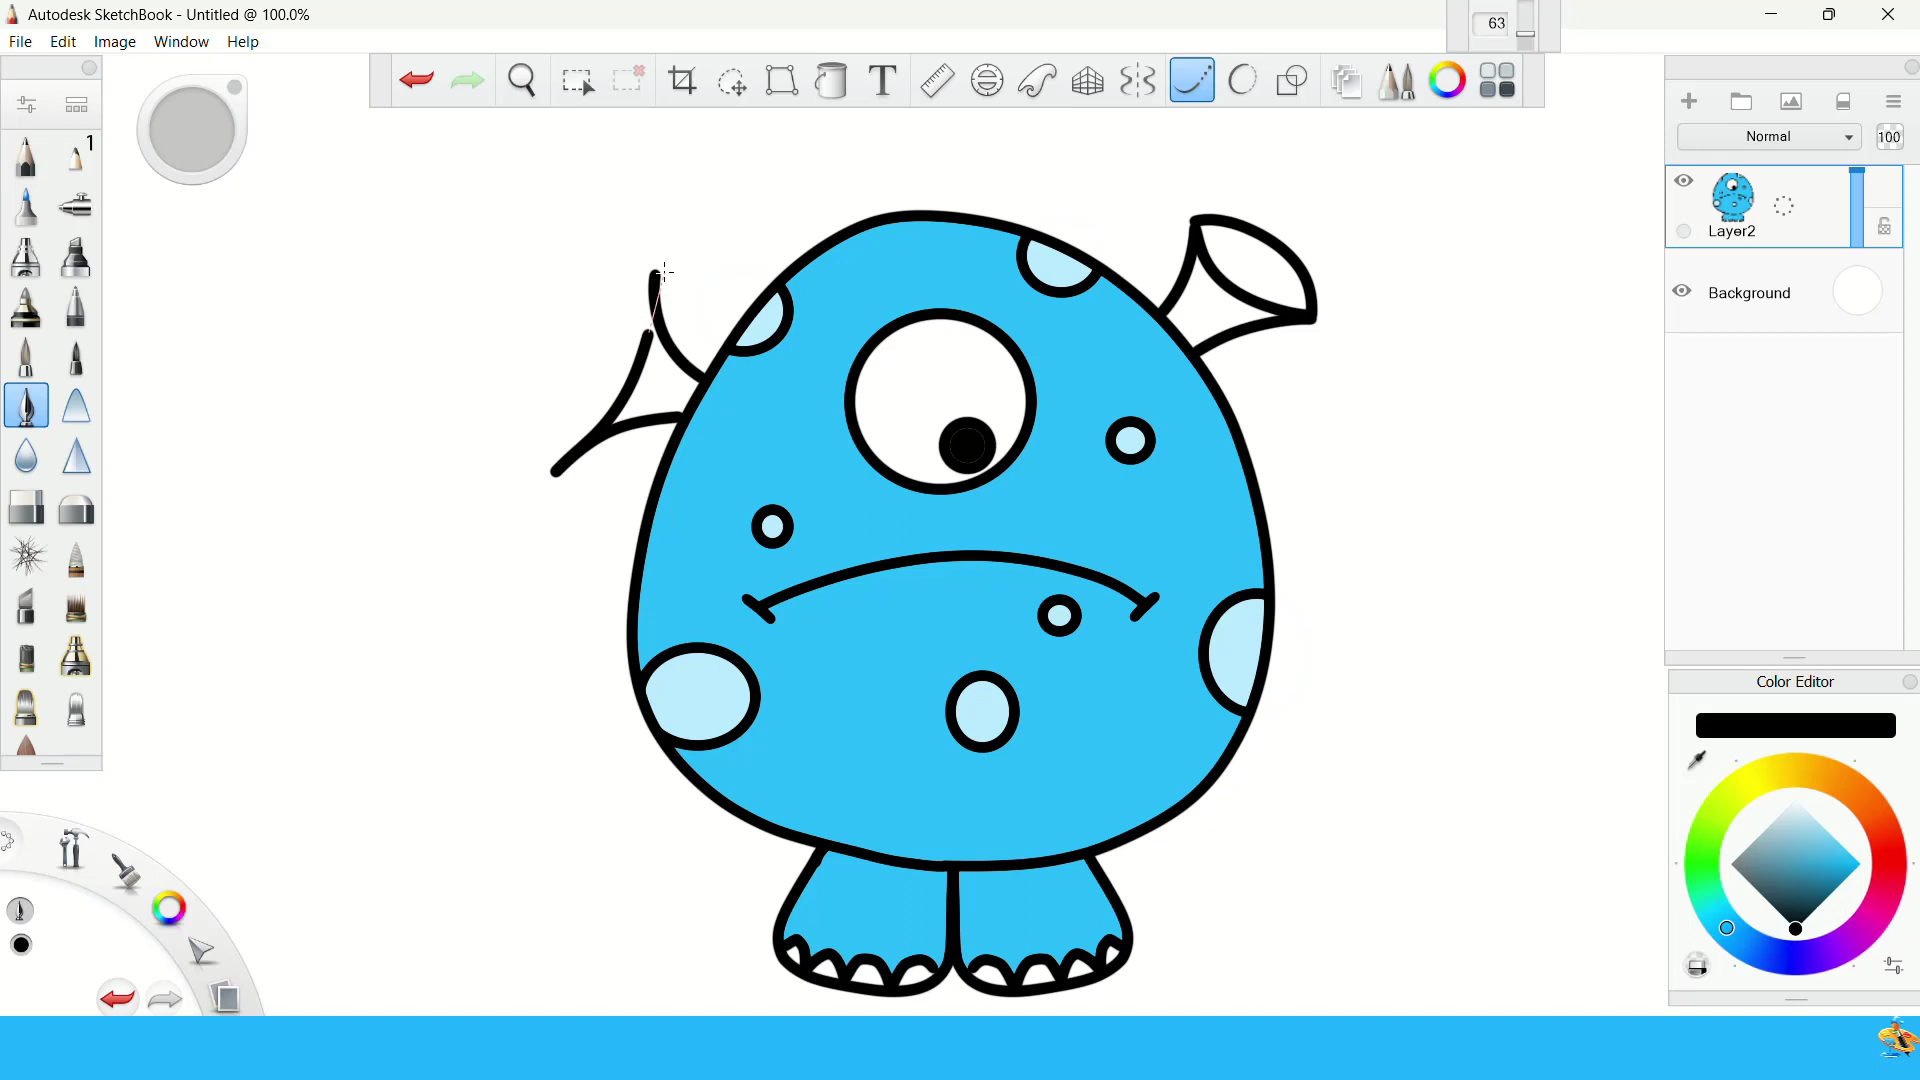 Autodesk SketchBook - Untitled @ 100.0%
63
File Edit Image Window Help
T
1
Normal
100
Layer2
Background
Color Editor